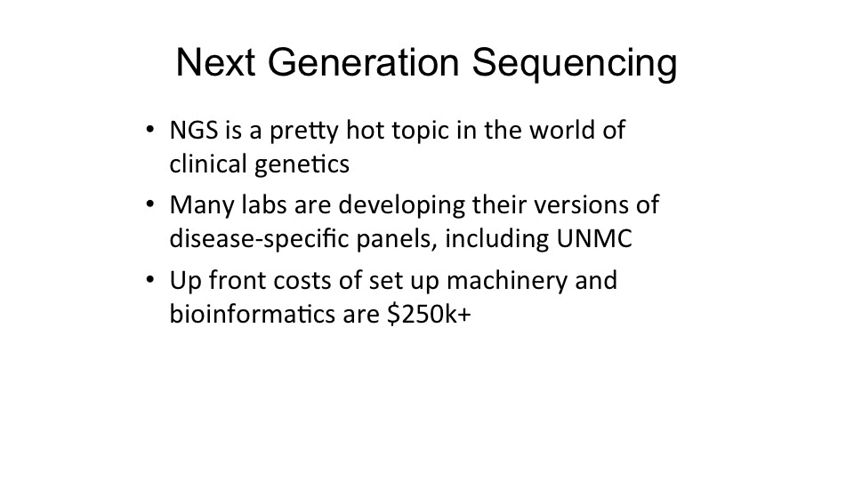 Next Generation Sequencing
• NGS is a pretty hot topic in the world of
clinical genetics
• Many labs are developing their versions of
disease-specific panels, including UNMC
• Up front costs of set up machinery and
bioinformatics are $250k+